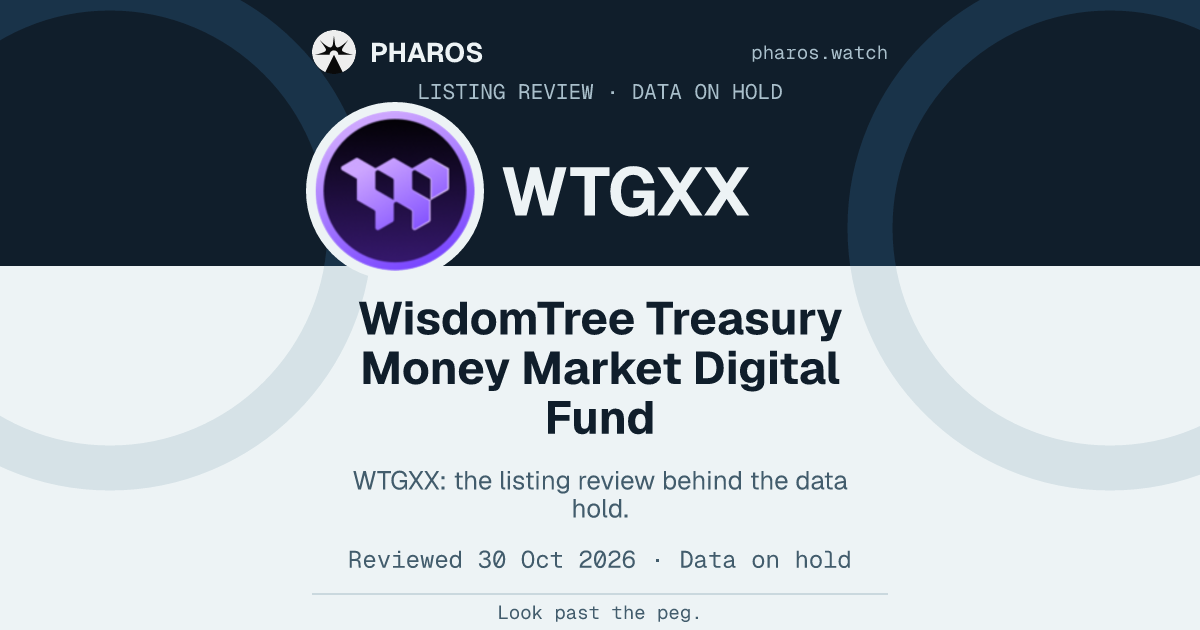 PHAROS
pharos.watch
LISTING REVIEW · DATA ON HOLD
WTGXX
WisdomTree Treasury
Money Market Digital
Fund
WTGXX: the listing review behind the data
hold.
Reviewed 30 Oct 2026 · Data on hold
Look past the peg.